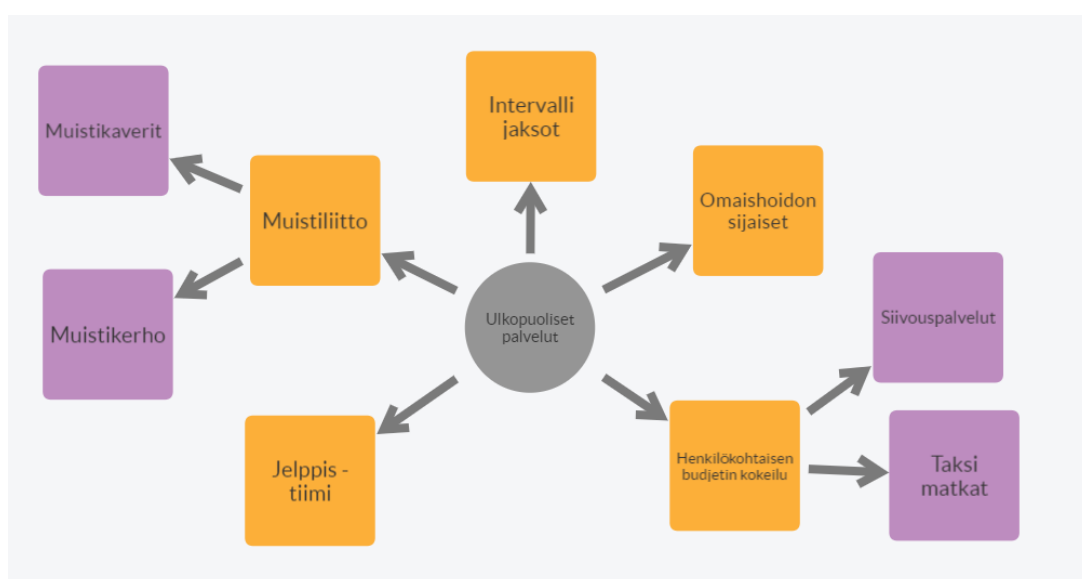 Muistikaverit
Intervalli
jaksot
Muistiliitto
Omaishoidon
sijaiset
Muistikerho
Ulkopuoliset
palvelut
Siivouspalvelut
Jelppis -
tiimi
Henkilökohtaisen
budjetin kokeilu
Taksi
matkat